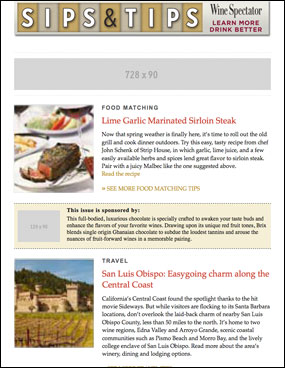 SIPS & TIPS
Wine Spectator
LEARN MORE
DRINK BETTER
728 x 90
FOOD MATCHING
Lime Garlic Marinated Sirloin Steak
Now that spring weather is finally here, it's time to roll out the old
grill and cook dinner outdoors. Try this easy, tasty recipe from chef
John Schenk of Strip House, in which garlic, lime juice, and a few
easily available herbs and spices lend great flavor to sirloin steak.
Pair with a juicy Malbec like the one suggested above.
Read the recipe
» SEE MORE FOOD MATCHING TIPS
This issue is sponsored by:
120 x 90
This full-bodied, luxurious chocolate is specially crafted to awaken your taste buds and
enhance the flavors of your favorite wines. Drawing upon its unique red fruit tones, Brix
blends single origin Ghanaian chocolate to subdue the loudest tannins and arouse the
nuances of fruit-forward wines in a memorable pairing.
TRAVEL
San Luis Obispo: Easygoing charm along the
Central Coast
California's Central Coast found the spotlight thanks to the hit
movie Sideways. But while visitors are flocking to its Santa Barbara
locations, don't overlook the laid-back charm of nearby San Luis
Obispo County, less than 50 miles to the north. It's home to two
wine regions, Edna Valley and Arroyo Grande, scenic coastal
communities such as Pismo Beach and Morro Bay, and the lively
college enclave of San Luis Obispo. Read more about the area's
winery, dining and lodging options.